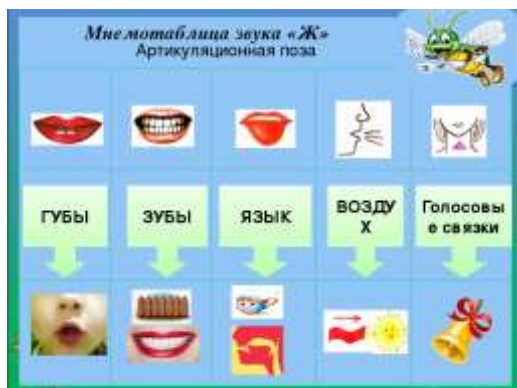 Мнемотаблица звука «Ж»
Артикуляционная поза
ГУБЫ
ЗУБЫ
ЯЗЫК
ВОЗДУ
Х
Голосовы
е связки